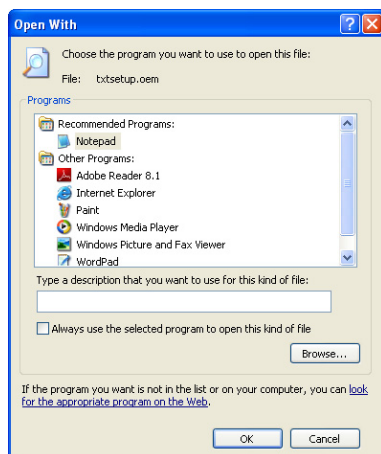 Open With
Choose the program you want to use to open this file:
File: txtsetup.oem
Programs
Recommended Programs:
Notepad
Other Programs:
Adobe Reader 8.1
Internet Explorer
Paint
Windows Media Player
Windows Picture and Fax Viewer
WordPad
Type a description that you want to use for this kind of file:
Always use the selected program to open this kind of file
Browse...
If the program you want is not in the list or on your computer, you can look
for the appropriate program on the Web.
OK Cancel